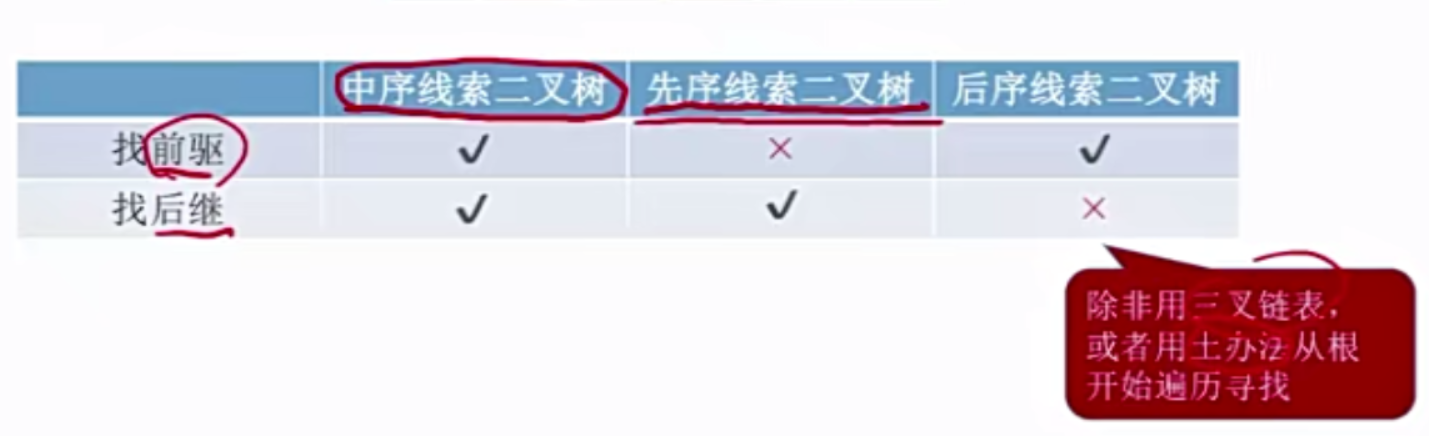 中序线索二叉树 先序线索二叉树 后序线索二叉树
找前驱 ✓ × ✓
找后继 ✓ ✓ ×
除非用三叉链表，
或者用土办法从根
开始遍历寻找